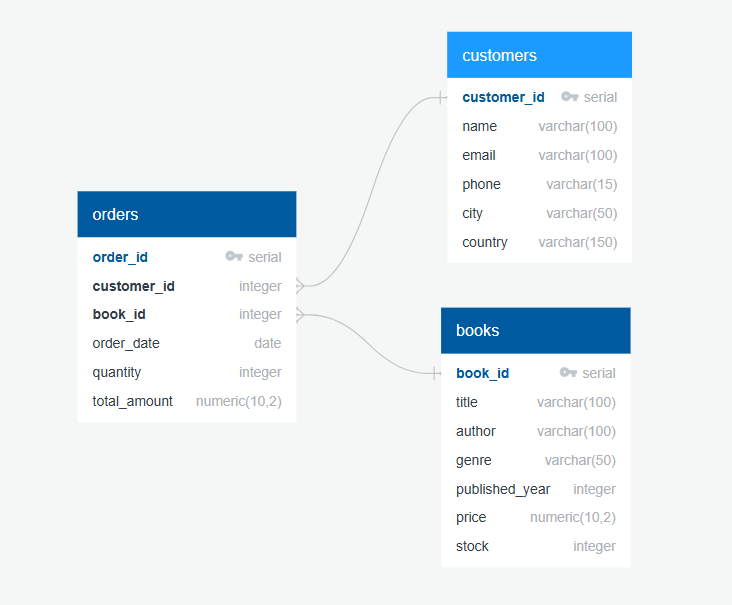 customers
customer_id serial
name varchar(100)
email varchar(100)
phone varchar(15)
city varchar(50)
country varchar(150)
orders
order_id serial
customer_id integer
book_id integer
order_date date
quantity integer
total_amount numeric(10,2)
books
book_id serial
title varchar(100)
author varchar(100)
genre varchar(50)
published_year integer
price numeric(10,2)
stock integer